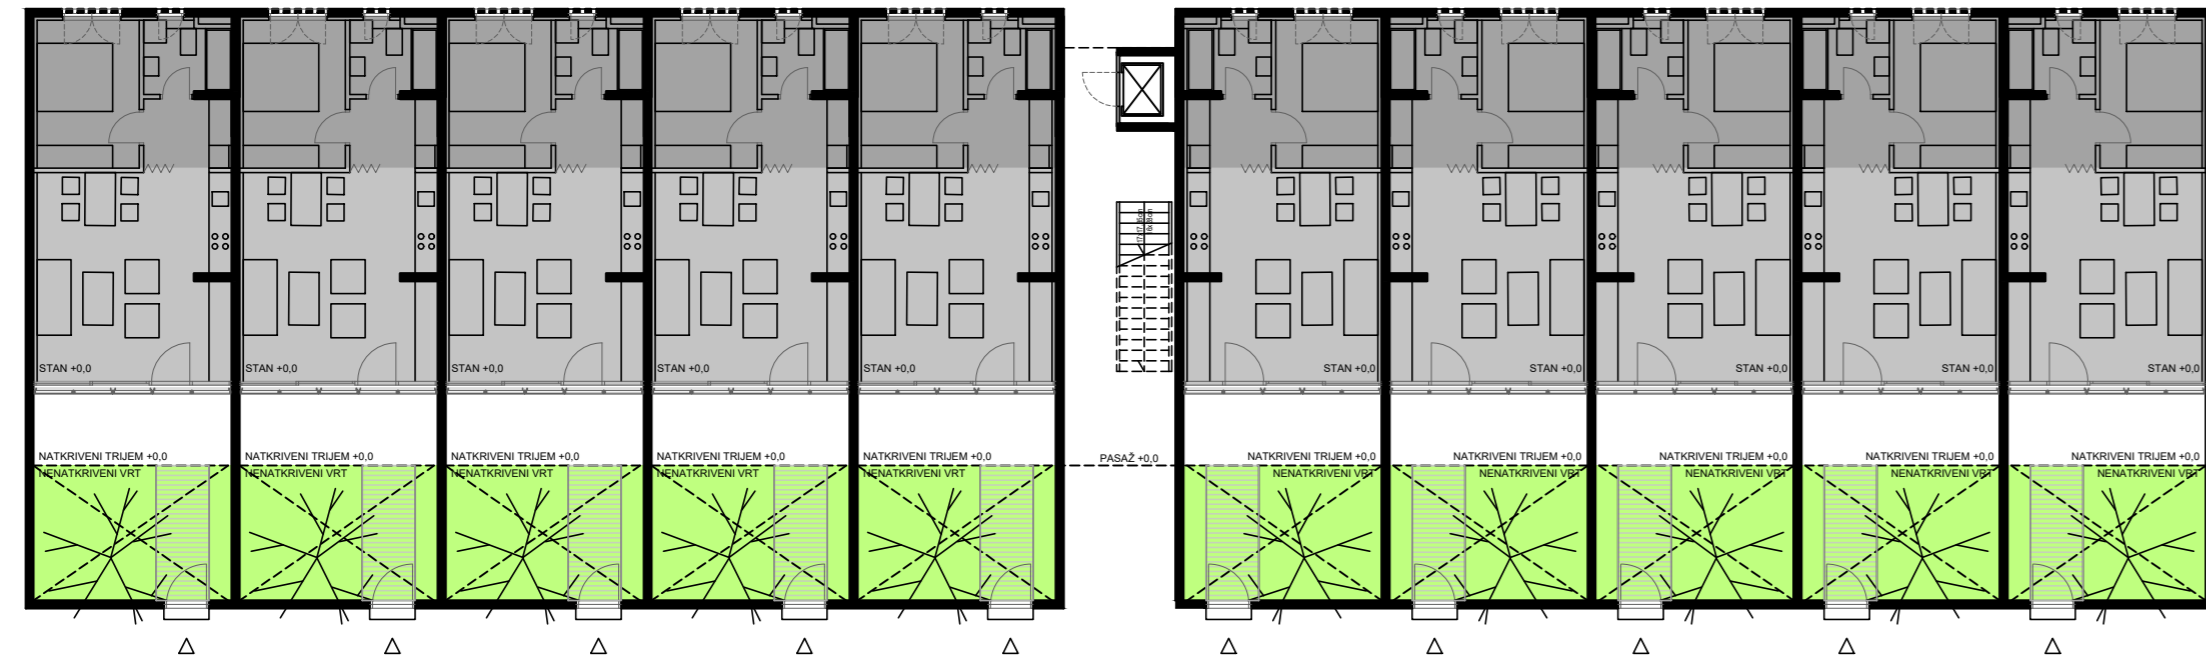 17x17,65cm
16x28cm
STAN +0,0
STAN +0,0
STAN +0,0
STAN +0,0
STAN +0,0
STAN +0,0
STAN +0,0
STAN +0,0
STAN +0,0
STAN +0,0
NATKRIVENI TRIJEM +0,0
NATKRIVENI TRIJEM +0,0
NATKRIVENI TRIJEM +0,0
NATKRIVENI TRIJEM +0,0
NATKRIVENI TRIJEM +0,0
PASAŽ +0,0
NATKRIVENI TRIJEM +0,0
NATKRIVENI TRIJEM +0,0
NATKRIVENI TRIJEM +0,0
NATKRIVENI TRIJEM +0,0
NATKRIVENI TRIJEM +0,0
NENATKRIVENI VRT
NENATKRIVENI VRT
NENATKRIVENI VRT
NENATKRIVENI VRT
NENATKRIVENI VRT
NENATKRIVENI VRT
NENATKRIVENI VRT
NENATKRIVENI VRT
NENATKRIVENI VRT
NENATKRIVENI VRT